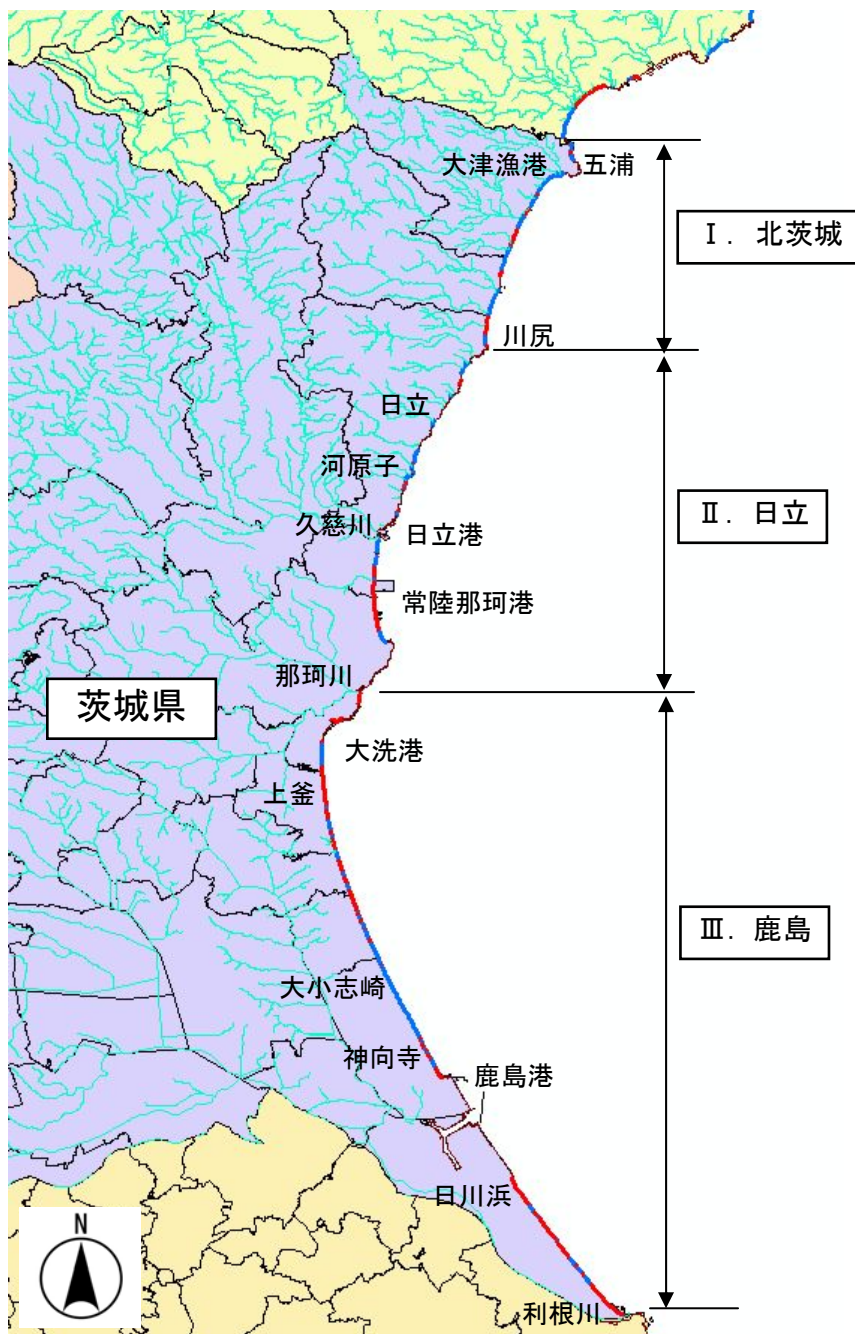 大津漁港
五浦
Ⅰ. 北茨城
川尻
日立
河原子
久慈川
日立港
Ⅱ. 日立
常陸那珂港
那珂川
茨城県
大洗港
上釜
Ⅲ. 鹿島
大小志崎
神向寺
鹿島港
日川浜
N
利根川